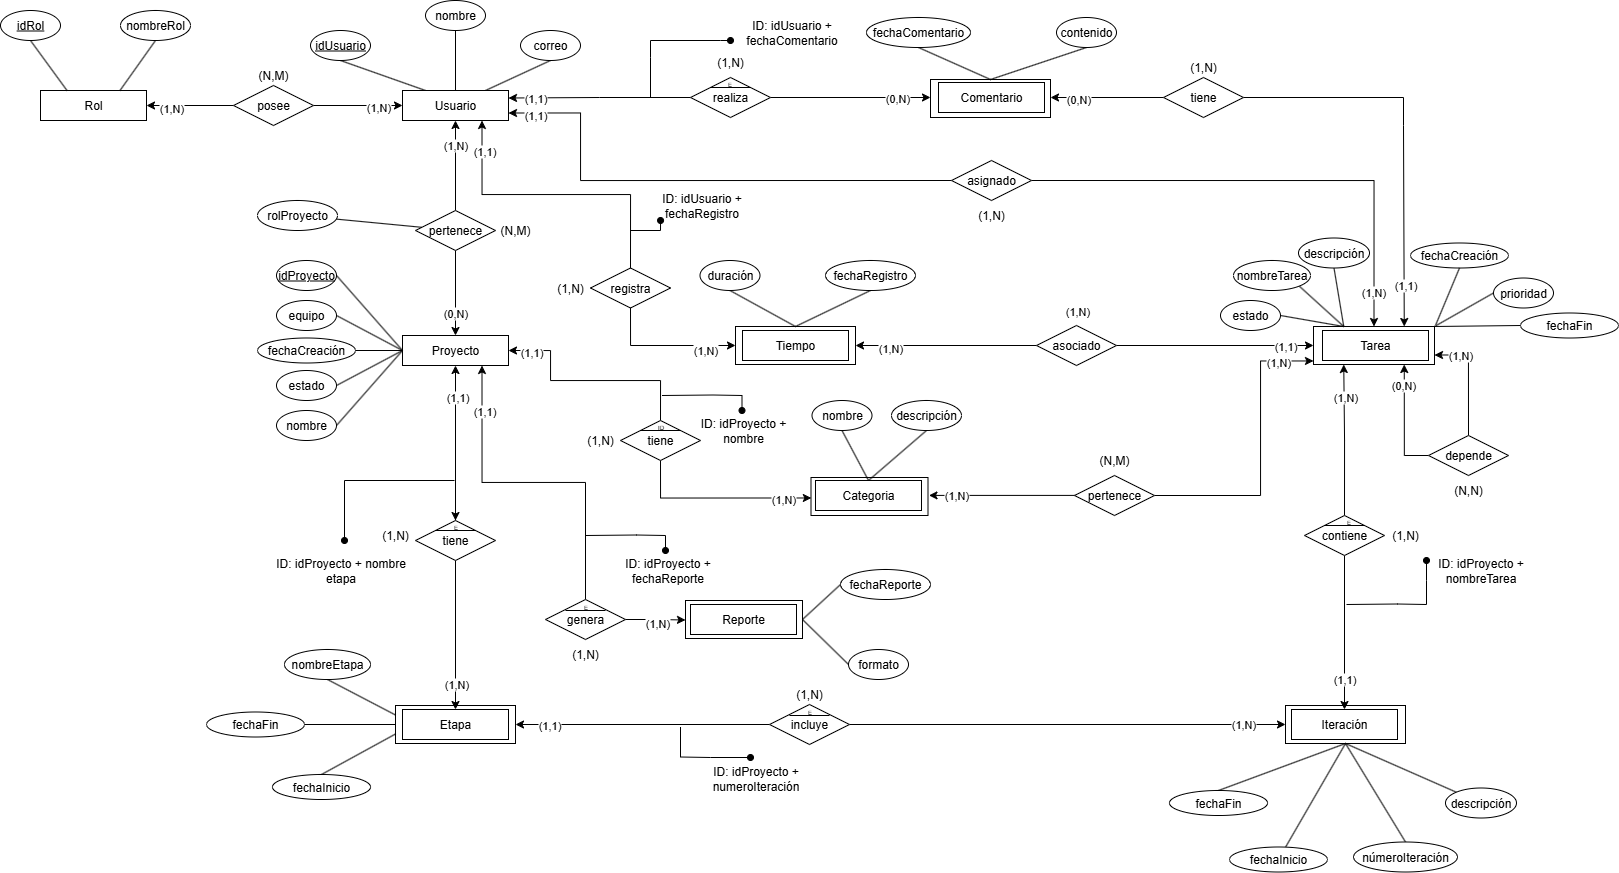 nombre
idRol
nombreRol
idUsuario
correo
ID: idUsuario +
fechaComentario
fechaComentario
contenido
(N,M)
(1,N)
(1,N)
Rol
(1,N)
posee
(1,N)
Usuario
(1,1)
E
realiza
(0,N)
Comentario
(0,N)
tiene
(1,1)
(1,N)
(1,1)
asignado
(1,N)
ID: idUsuario +
fechaRegistro
rolProyecto
pertenece
(N,M)
descripción
fechaCreación
idProyecto
duración
fechaRegistro
nombreTarea
(1,N)
registra
(1,N)
(1,1)
prioridad
equipo
(0,N)
(1,N)
estado
fechaFin
fechaCreación
Proyecto
(1,1)
(1,N)
Tiempo
(1,N)
asociado
(1,1)
Tarea
(1,N)
(1,N)
estado
(1,1)
(1,N)
(0,N)
(1,1)
nombre
ID: idProyecto +
nombre
nombre
descripción
(1,N)
ID
tiene
(N,M)
depende
(N,N)
(1,N)
Categoria
(1,N)
pertenece
(1,N)
E
tiene
E
contiene
(1,N)
ID: idProyecto + nombre
etapa
ID: idProyecto +
fechaReporte
ID: idProyecto +
nombreTarea
fechaReporte
E
genera
(1,N)
Reporte
(1,N)
nombreEtapa
formato
(1,N)
(1,N)
(1,1)
fechaFin
Etapa
(1,1)
E
incluye
(1,N)
Iteración
ID: idProyecto +
numeroIteración
fechaInicio
fechaFin
descripción
fechaInicio
númeroIteración